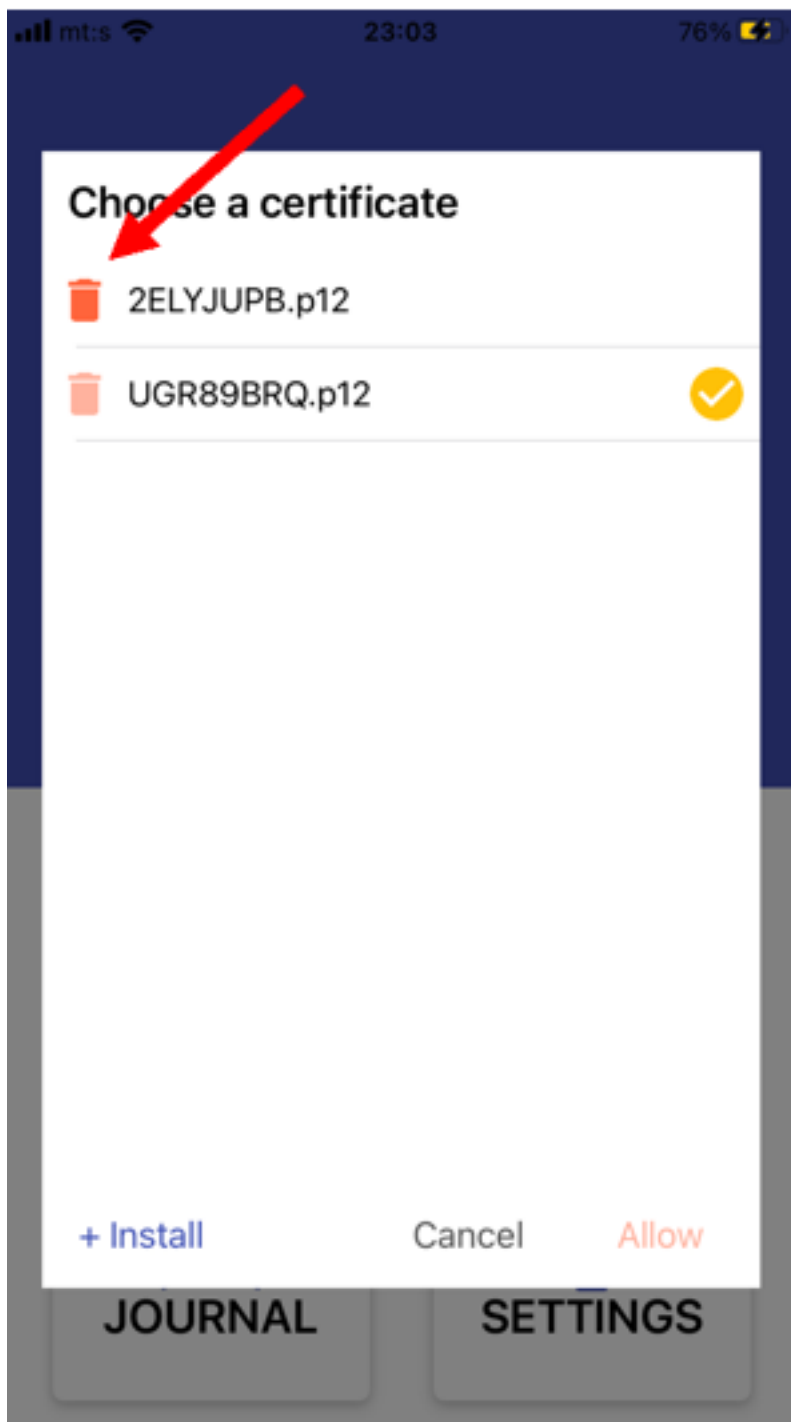 mt:s 23:03 76%
Choose a certificate
2ELYJUPB.p12
UGR89BRQ.p12
+ Install Cancel Allow
JOURNAL SETTINGS